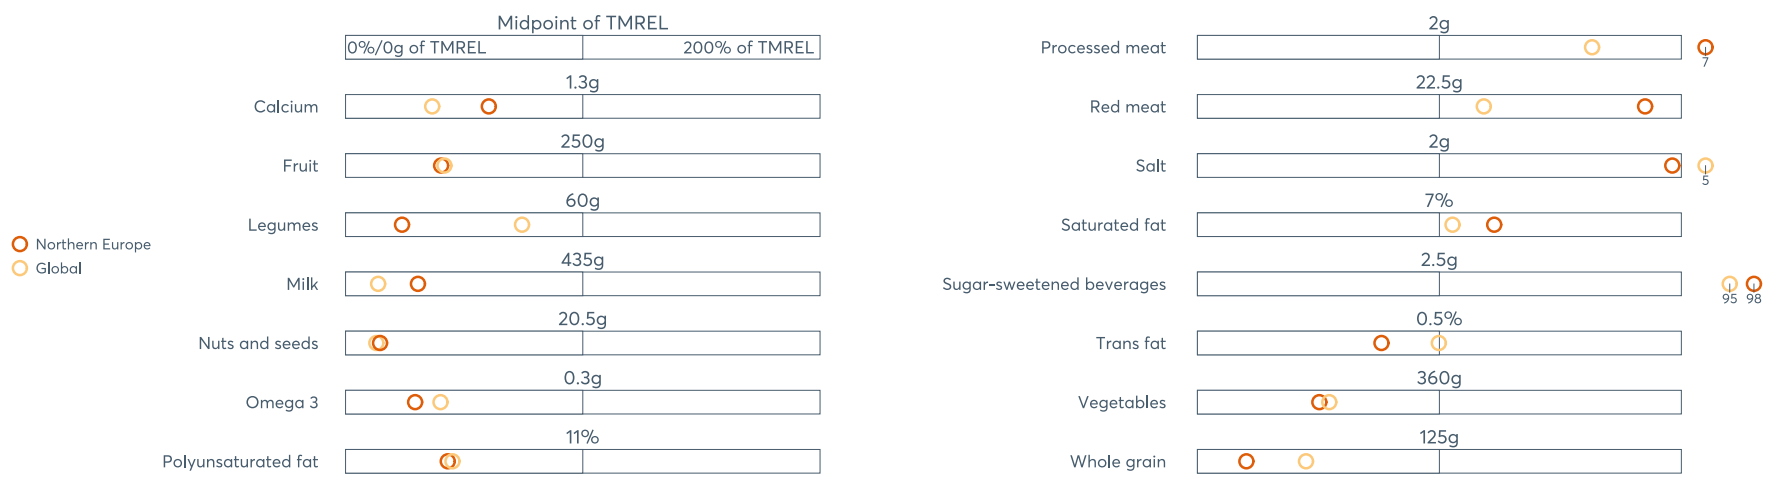 Midpoint of TMREL
0%/0g of TMREL 200% of TMREL
Calcium 1.3g
Fruit 250g
Legumes 60g
Northern Europe
Global
Milk 435g
Nuts and seeds 20.5g
Omega 3 0.3g
Polyunsaturated fat 11%
Processed meat 2g
7
Red meat 22.5g
Salt 2g
5
Saturated fat 7%
Sugar-sweetened beverages 2.5g
95 98
Trans fat 0.5%
Vegetables 360g
Whole grain 125g